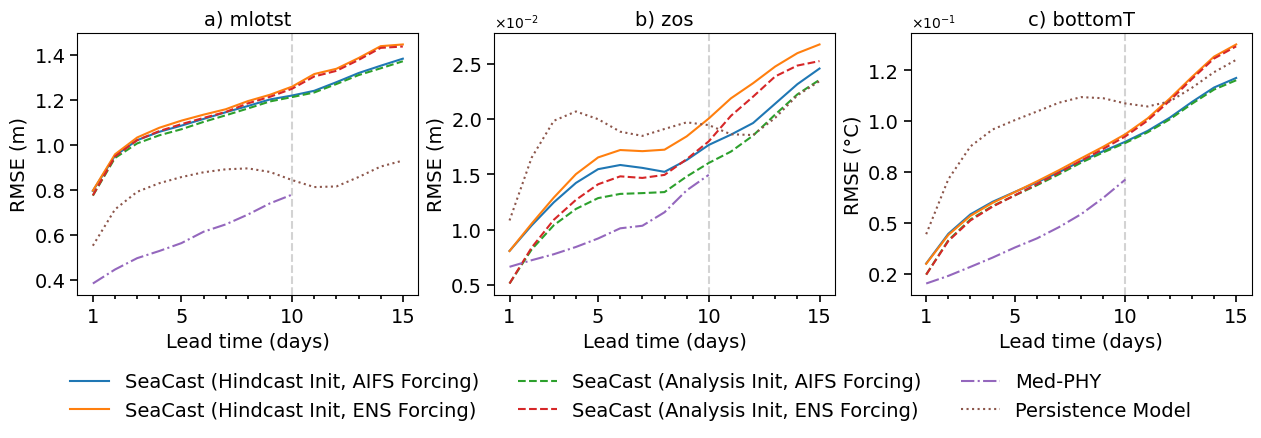 a) mlotst
RMSE (m)
1.4
1.2
1.0
0.8
0.6
0.4
1 5 10 15
Lead time (days)
×10⁻²
b) zos
RMSE (m)
2.5
2.0
1.5
1.0
0.5
1 5 10 15
Lead time (days)
×10⁻¹
c) bottomT
RMSE (°C)
1.2
1.0
0.8
0.5
0.2
1 5 10 15
Lead time (days)
SeaCast (Hindcast Init, AIFS Forcing)
SeaCast (Hindcast Init, ENS Forcing)
SeaCast (Analysis Init, AIFS Forcing)
SeaCast (Analysis Init, ENS Forcing)
Med-PHY
Persistence Model